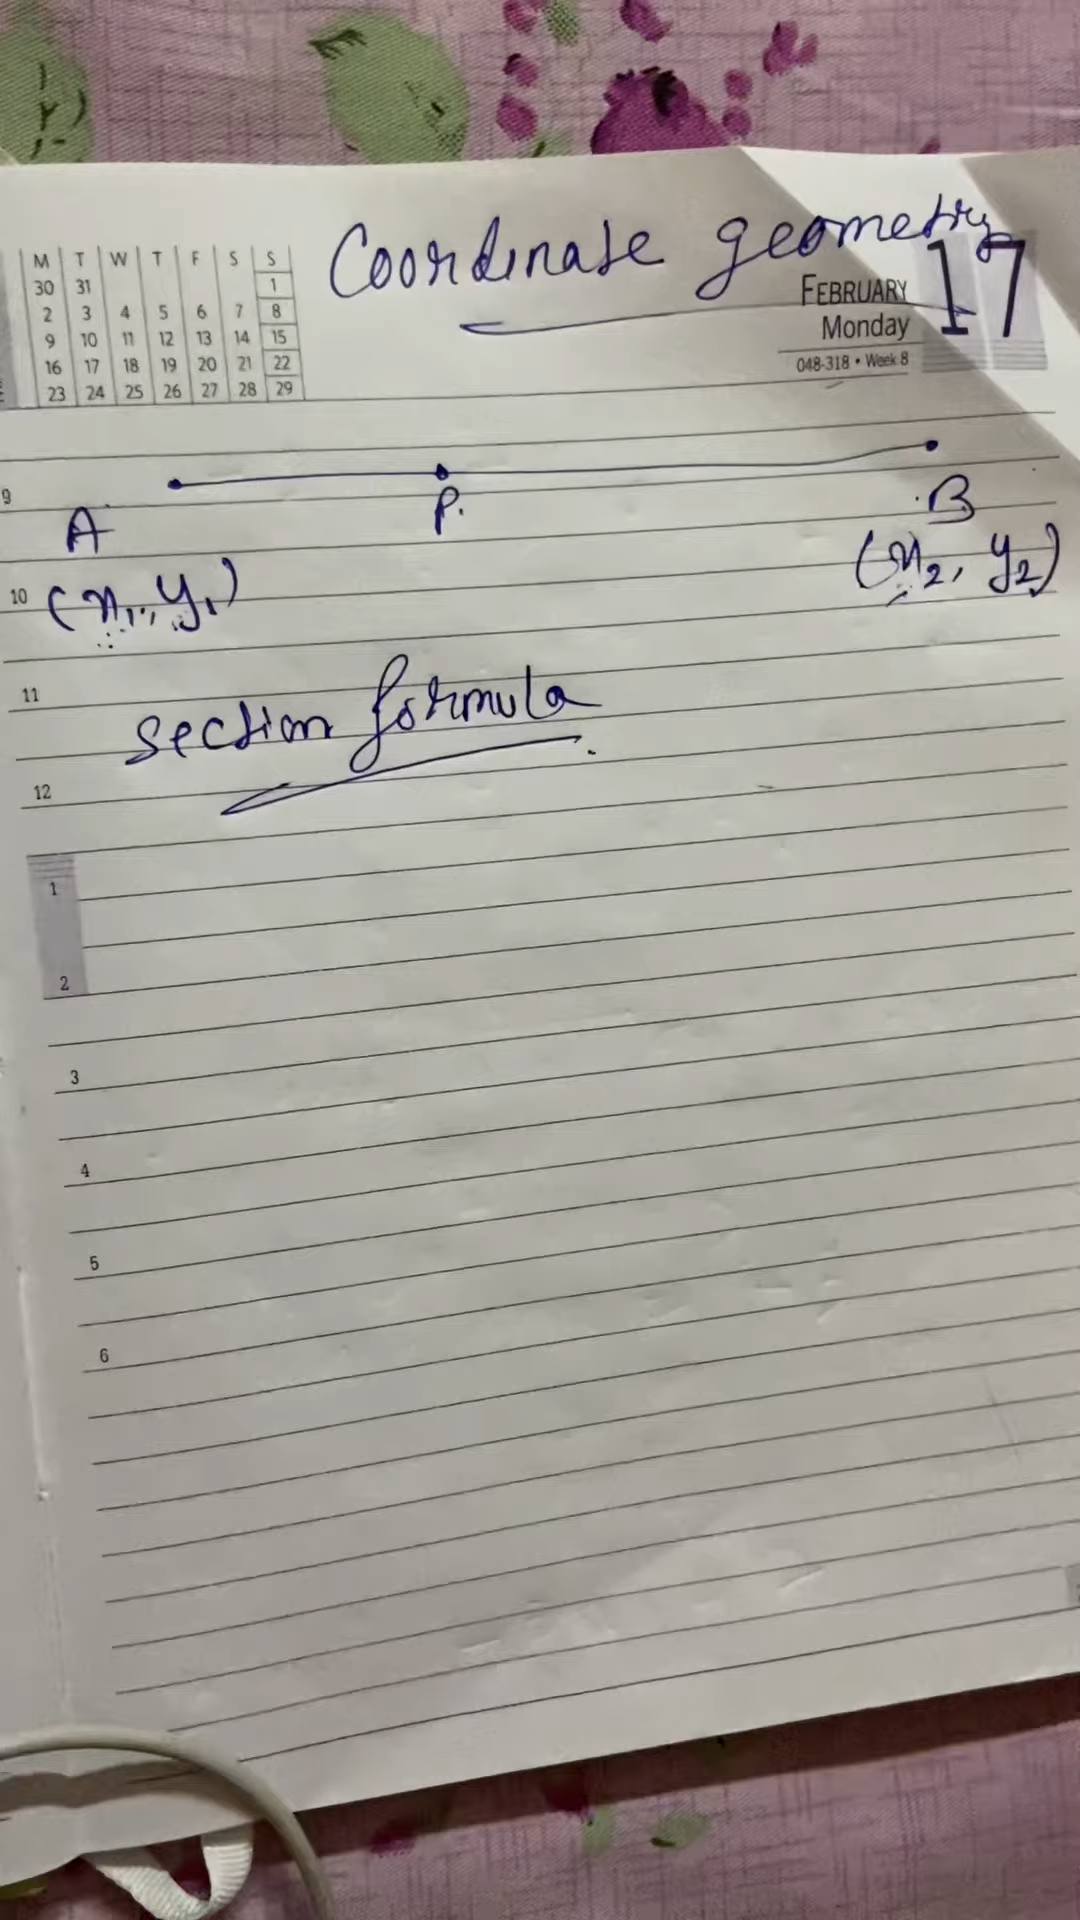 Coordinate geometry
M T W T F S S
30 31 1
2 3 4 5 6 7 8
9 10 11 12 13 14 15
16 17 18 19 20 21 22
23 24 25 26 27 28 29
FEBRUARY 17
Monday
048-318 • Week 8
9
A P. B
10 (x₁, y₁) (x₂, y₂)
11
section formula
12
1
2
3
4
5
6